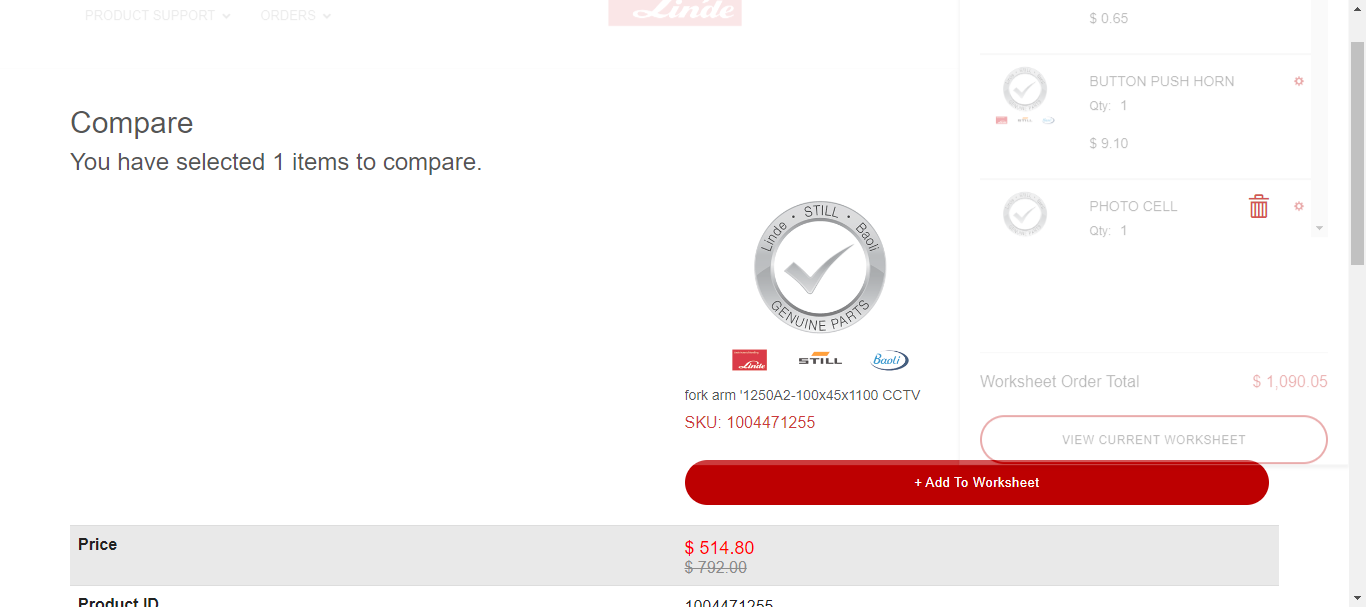 PRODUCT SUPPORT
ORDERS
Linde
$ 0.65
BUTTON PUSH HORN
Qty: 1
$ 9.10
PHOTO CELL
Qty: 1
Worksheet Order Total
$ 1,090.05
VIEW CURRENT WORKSHEET
Compare
You have selected 1 items to compare.
Linde · STILL · Baoli
GENUINE PARTS
Linde
STILL
Baoli
fork arm '1250A2-100x45x1100 CCTV
SKU: 1004471255
+ Add To Worksheet
Price
$ 514.80
$ 792.00
Product ID
1004471255